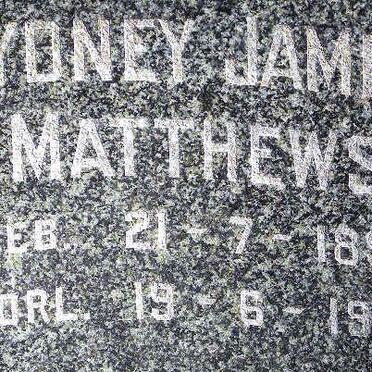 YDNEY JAM
MATTHEWS
EB. 21 - 7 - 18
ORL. 19 - 6 - 19